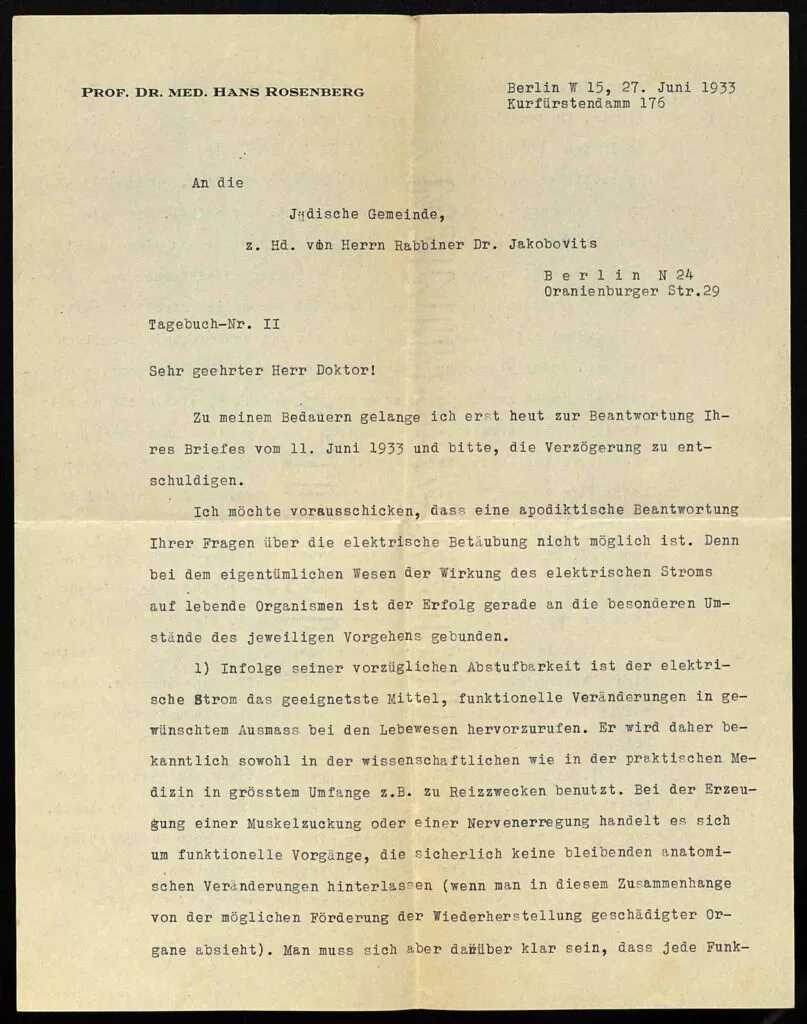 PROF. DR. MED. HANS ROSENBERG
Berlin W 15, 27. Juni 1933
Kurfürstendamm 176
An die
Jüdische Gemeinde,
z. Hd. von Herrn Rabbiner Dr. Jakobovits
B e r l i n  N 24
Oranienburger Str.29
Tagebuch-Nr. II
Sehr geehrter Herr Doktor!
Zu meinem Bedauern gelange ich erst heut zur Beantwortung Ih-
res Briefes vom 11. Juni 1933 und bitte, die Verzögerung zu ent-
schuldigen.
Ich möchte vorausschicken, dass eine apodiktische Beantwortung
Ihrer Fragen über die elektrische Betäubung nicht möglich ist. Denn
bei dem eigentümlichen Wesen der Wirkung des elektrischen Stroms
auf lebende Organismen ist der Erfolg gerade an die besonderen Um-
stände des jeweiligen Vorgehens gebunden.
1) Infolge seiner vorzüglichen Abstufbarkeit ist der elektri-
sche Strom das geeignetste Mittel, funktionelle Veränderungen in ge-
wünschtem Ausmass bei den Lebewesen hervorzurufen. Er wird daher be-
kanntlich sowohl in der wissenschaftlichen wie in der praktischen Me-
dizin in grösstem Umfange z.B. zu Reizzwecken benutzt. Bei der Erzeu-
gung einer Muskelzuckung oder einer Nervenerregung handelt es sich
um funktionelle Vorgänge, die sicherlich keine bleibenden anatomi-
schen Veränderungen hinterlassen (wenn man in diesem Zusammenhange
von der möglichen Förderung der Wiederherstellung geschädigter Or-
gane absieht). Man muss sich aber darüber klar sein, dass jede Funk-